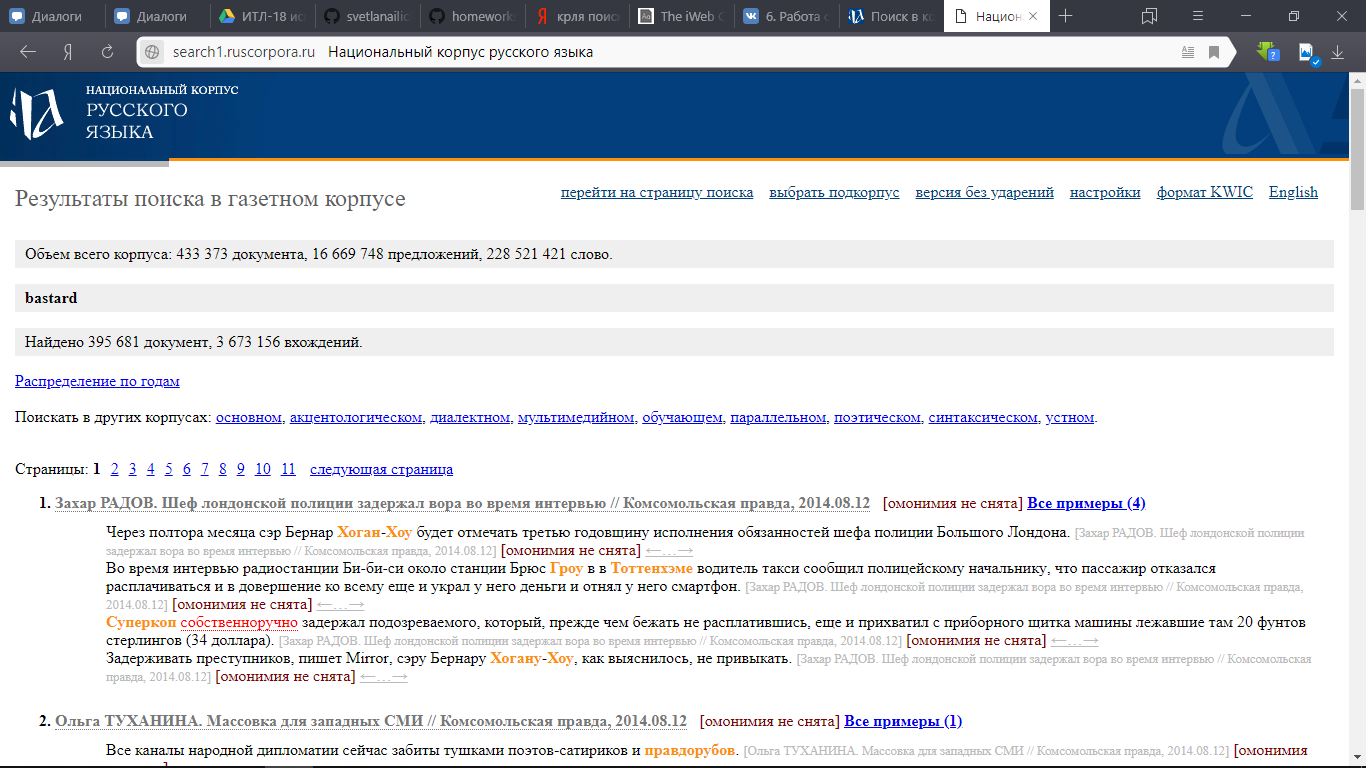 Диалоги Диалоги ИТЛ-18 ис svetlanailic homework крля поис The iWeb C 6. Работа с Поиск в ко Национ
search1.ruscorpora.ru Национальный корпус русского языка
НАЦИОНАЛЬНЫЙ КОРПУС
РУССКОГО
ЯЗЫКА
Результаты поиска в газетном корпусе перейти на страницу поиска выбрать подкорпус версия без ударений настройки формат KWIC English
Объем всего корпуса: 433 373 документа, 16 669 748 предложений, 228 521 421 слово.
bastard
Найдено 395 681 документ, 3 673 156 вхождений.
Распределение по годам
Поискать в других корпусах: основном, акцентологическом, диалектном, мультимедийном, обучающем, параллельном, поэтическом, синтаксическом, устном.
Страницы: 1 2 3 4 5 6 7 8 9 10 11 следующая страница
1. Захар РАДОВ. Шеф лондонской полиции задержал вора во время интервью // Комсомольская правда, 2014.08.12 [омонимия не снята] Все примеры (4)
Через полтора месяца сэр Бернар Хоган-Хоу будет отмечать третью годовщину исполнения обязанностей шефа полиции Большого Лондона. [Захар РАДОВ. Шеф лондонской полиции
задержал вора во время интервью // Комсомольская правда, 2014.08.12] [омонимия не снята] ←…→
Во время интервью радиостанции Би-би-си около станции Брюс Гроу в в Тоттенхэме водитель такси сообщил полицейскому начальнику, что пассажир отказался
расплачиваться и в довершение ко всему еще и украл у него деньги и отнял у него смартфон. [Захар РАДОВ. Шеф лондонской полиции задержал вора во время интервью // Комсомольская правда,
2014.08.12] [омонимия не снята] ←…→
Суперкоп собственноручно задержал подозреваемого, который, прежде чем бежать не расплатившись, еще и прихватил с приборного щитка машины лежавшие там 20 фунтов
стерлингов (34 доллара). [Захар РАДОВ. Шеф лондонской полиции задержал вора во время интервью // Комсомольская правда, 2014.08.12] [омонимия не снята] ←…→
Задерживать преступников, пишет Mirror, сэру Бернару Хогану-Хоу, как выяснилось, не привыкать. [Захар РАДОВ. Шеф лондонской полиции задержал вора во время интервью // Комсомольская
правда, 2014.08.12] [омонимия не снята] ←…→
2. Ольга ТУХАНИНА. Массовка для западных СМИ // Комсомольская правда, 2014.08.12 [омонимия не снята] Все примеры (1)
Все каналы народной дипломатии сейчас забиты тушками поэтов-сатириков и правдорубов. [Ольга ТУХАНИНА. Массовка для западных СМИ // Комсомольская правда, 2014.08.12] [омонимия